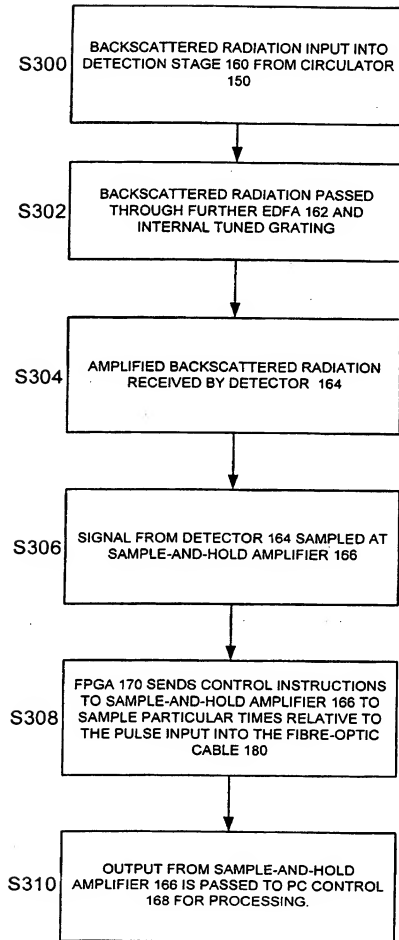 S300
BACKSCATTERED RADIATION INPUT INTO
DETECTION STAGE 160 FROM CIRCULATOR
150
S302
BACKSCATTERED RADIATION PASSED
THROUGH FURTHER EDFA 162 AND
INTERNAL TUNED GRATING
S304
AMPLIFIED BACKSCATTERED RADIATION
RECEIVED BY DETECTOR 164
S306
SIGNAL FROM DETECTOR 164 SAMPLED AT
SAMPLE-AND-HOLD AMPLIFIER 166
S308
FPGA 170 SENDS CONTROL INSTRUCTIONS
TO SAMPLE-AND-HOLD AMPLIFIER 166 TO
SAMPLE PARTICULAR TIMES RELATIVE TO
THE PULSE INPUT INTO THE FIBRE-OPTIC
CABLE 180
S310
OUTPUT FROM SAMPLE-AND-HOLD
AMPLIFIER 166 IS PASSED TO PC CONTROL
168 FOR PROCESSING.